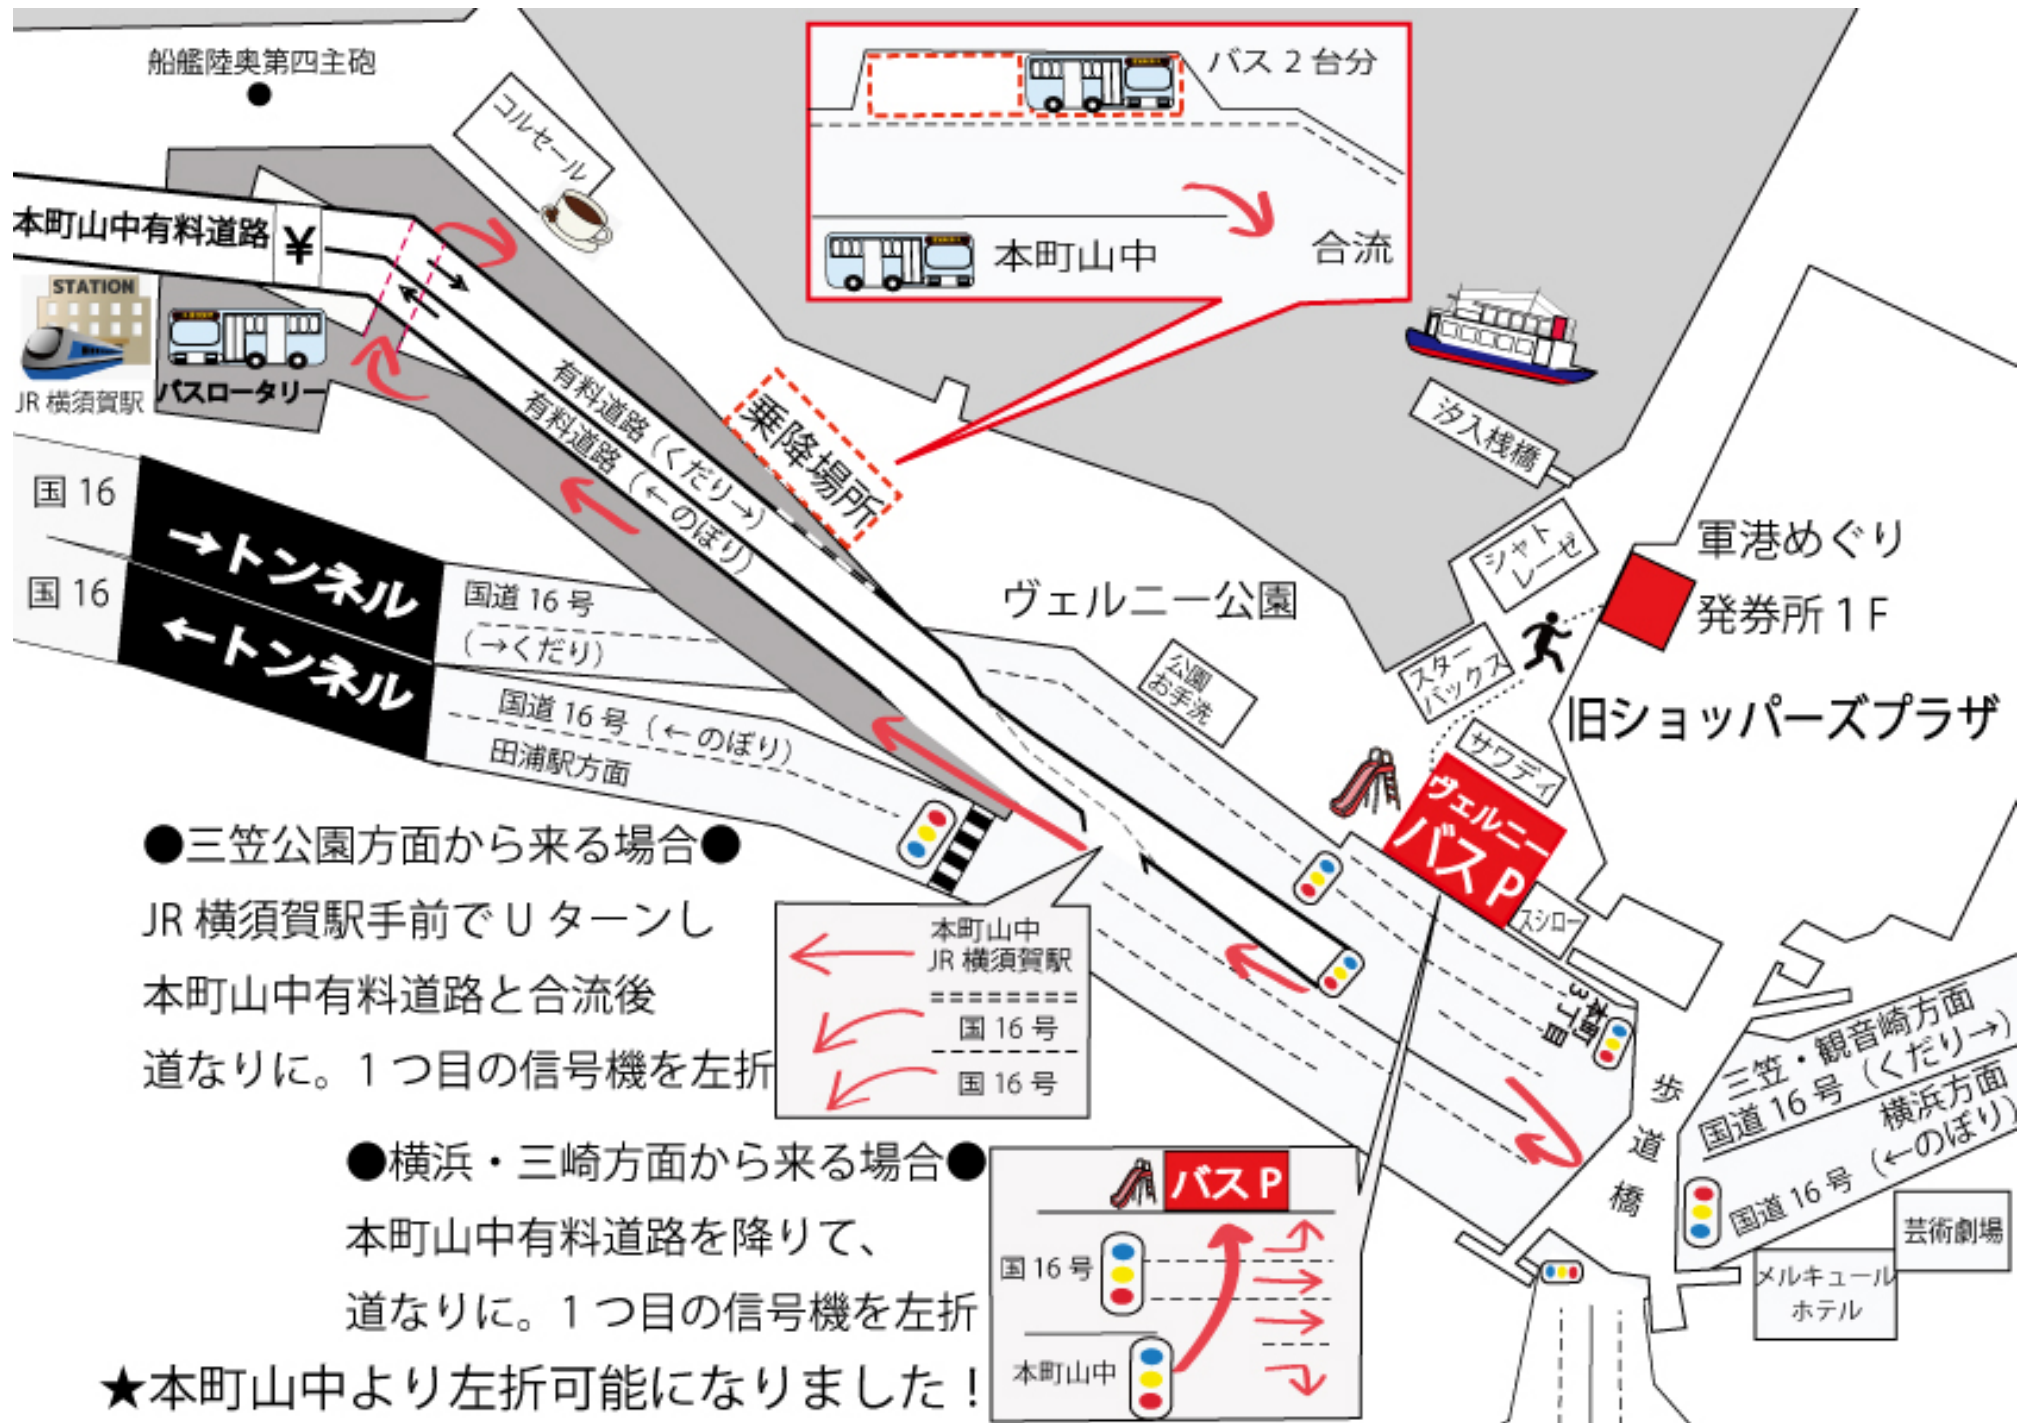 船艦陸奥第四主砲
コルセール
バス2台分
本町山中
合流
本町山中有料道路
¥
STATION
JR横須賀駅
バスロータリー
有料道路（くだり→）
有料道路（←のぼり）
乗降場所
汐入桟橋
シャト
レーゼ
軍港めぐり
発券所1F
国16
国16
→トンネル
←トンネル
国道16号
（→くだり）
国道16号（←のぼり）
田浦駅方面
ヴェルニー公園
公園
お手洗
スター
バックス
旧ショッパーズプラザ
サワディ
ヴェルニー
バスP
スシロー
●三笠公園方面から来る場合●
JR横須賀駅手前でUターンし
本町山中有料道路と合流後
道なりに。1つ目の信号機を左折
本町山中
JR横須賀駅
国16号
国16号
本町
3丁目
歩道橋
三笠・観音崎方面
国道16号（くだり→）
横浜方面
国道16号（←のぼり）
芸術劇場
メルキュール
ホテル
●横浜・三崎方面から来る場合●
本町山中有料道路を降りて、
道なりに。1つ目の信号機を左折
バスP
国16号
本町山中
★本町山中より左折可能になりました！